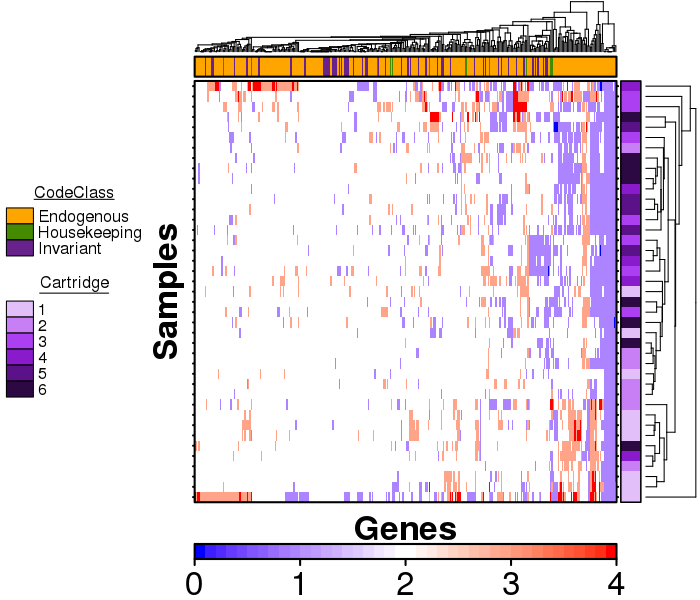 CodeClass
Endogenous
Housekeeping
Invariant
Cartridge
1
2
3
4
5
6
Samples
Genes
0 1 2 3 4